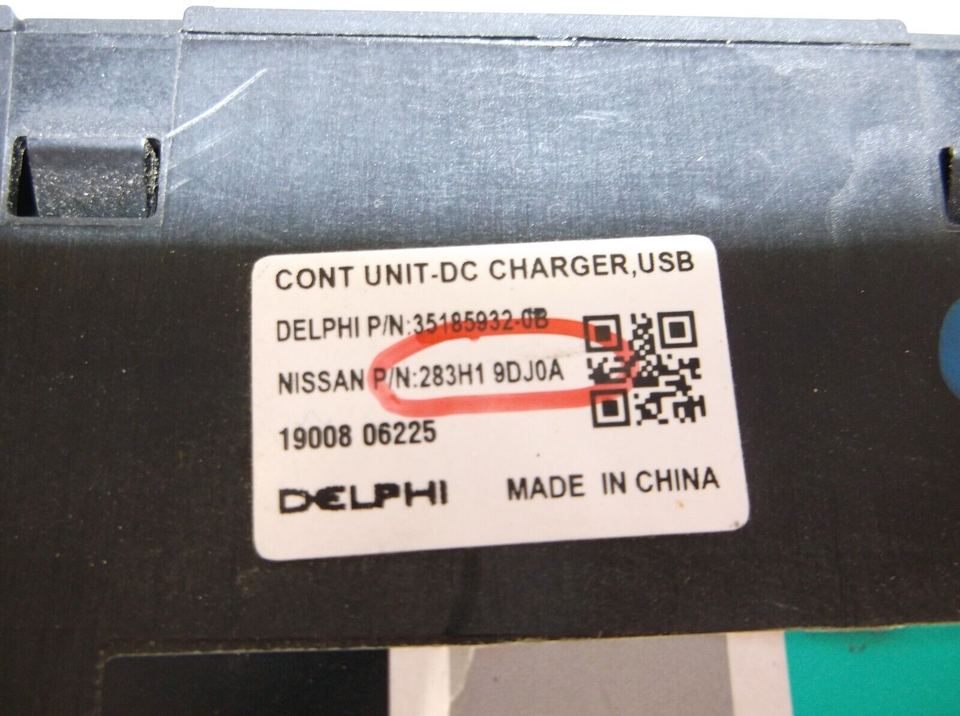 CONT UNIT-DC CHARGER,USB
DELPHI P/N:35185932-0B
NISSAN P/N:283H1 9DJ0A
19008 06225
DELPHI MADE IN CHINA